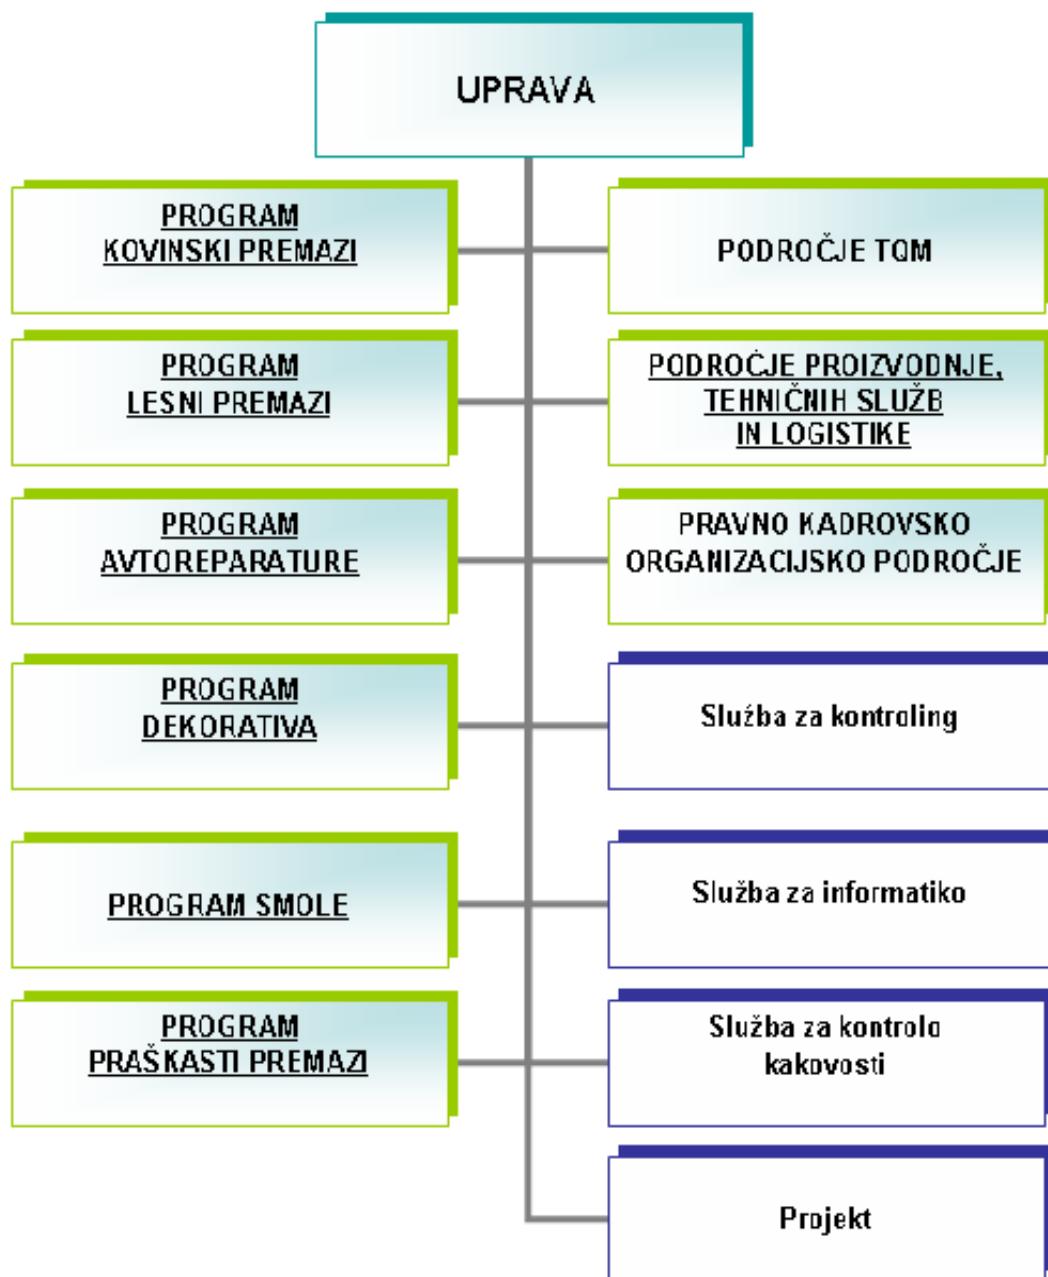 UPRAVA
PROGRAM
KOVINSKI PREMAZI
PODROČJE TQM
PROGRAM
LESNI PREMAZI
PODROČJE PROIZVODNJE,
TEHNIČNIH SLUŽB
IN LOGISTIKE
PROGRAM
AVTOREPARATURE
PRAVNO KADROVSKO
ORGANIZACIJSKO PODROČJE
PROGRAM
DEKORATIVA
Služba za kontroling
PROGRAM SMOLE
Služba za informatiko
PROGRAM
PRAŠKASTI PREMAZI
Služba za kontrolo
kakovosti
Projekt